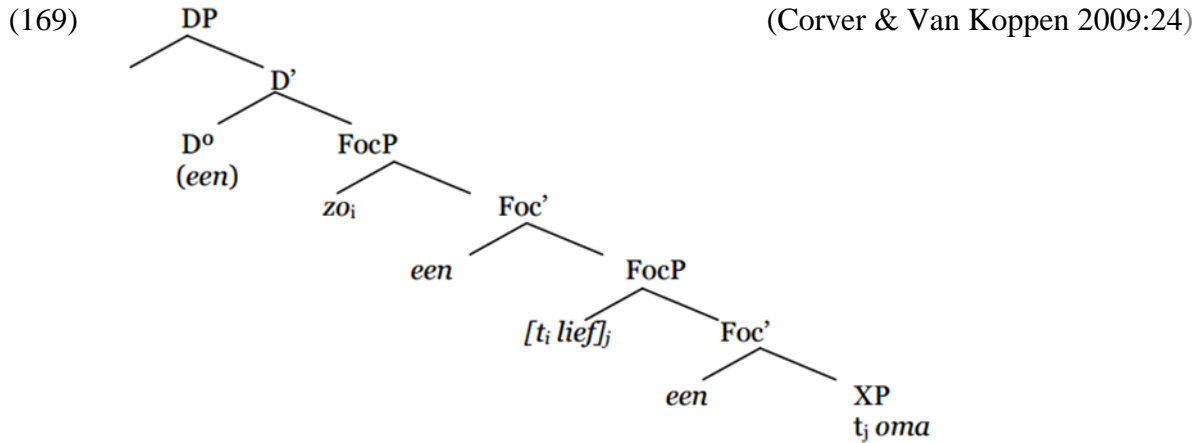 (169) DP (Corver & Van Koppen 2009:24)
D’
Dº FocP
(een)
zoᵢ Foc’
een FocP
[tᵢ lief]ⱼ Foc’
een XP
tⱼ oma